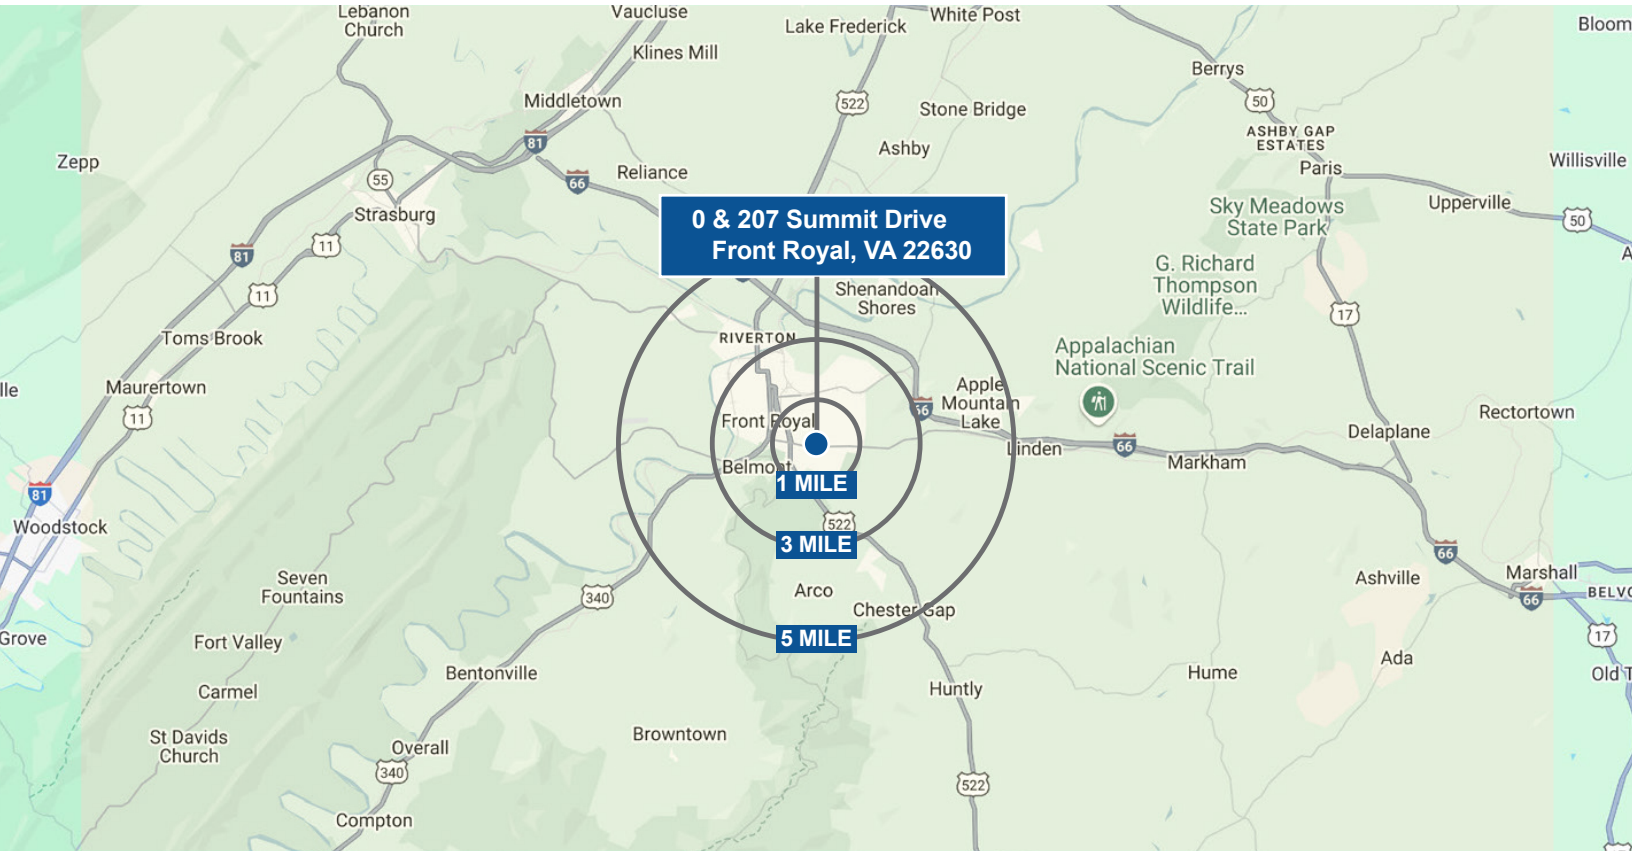 Lebanon
Church
Vaucluse
Lake Frederick
White Post
Bloom
Klines Mill
Berrys
Middletown
522
Stone Bridge
50
ASHBY GAP
ESTATES
81
Ashby
Zepp
Willisville
Paris
55
66
Reliance
Strasburg
Upperville
Sky Meadows
State Park
50
0 & 207 Summit Drive
Front Royal, VA 22630
11
81
A
G. Richard
Thompson
Wildlife...
11
Shenandoah
Shores
17
Toms Brook
RIVERTON
Appalachian
National Scenic Trail
lle
Maurertown
Apple
Mountain
Lake
66
11
Front Royal
Rectortown
Delaplane
Linden
66
Markham
Belmont
1 MILE
81
Woodstock
522
3 MILE
66
Seven
Fountains
Arco
Ashville
Marshall
340
Chester Gap
66
BELVO
Grove
Fort Valley
5 MILE
17
Ada
Bentonville
Hume
Old T
Carmel
Huntly
St Davids
Church
Browntown
Overall
340
522
Compton